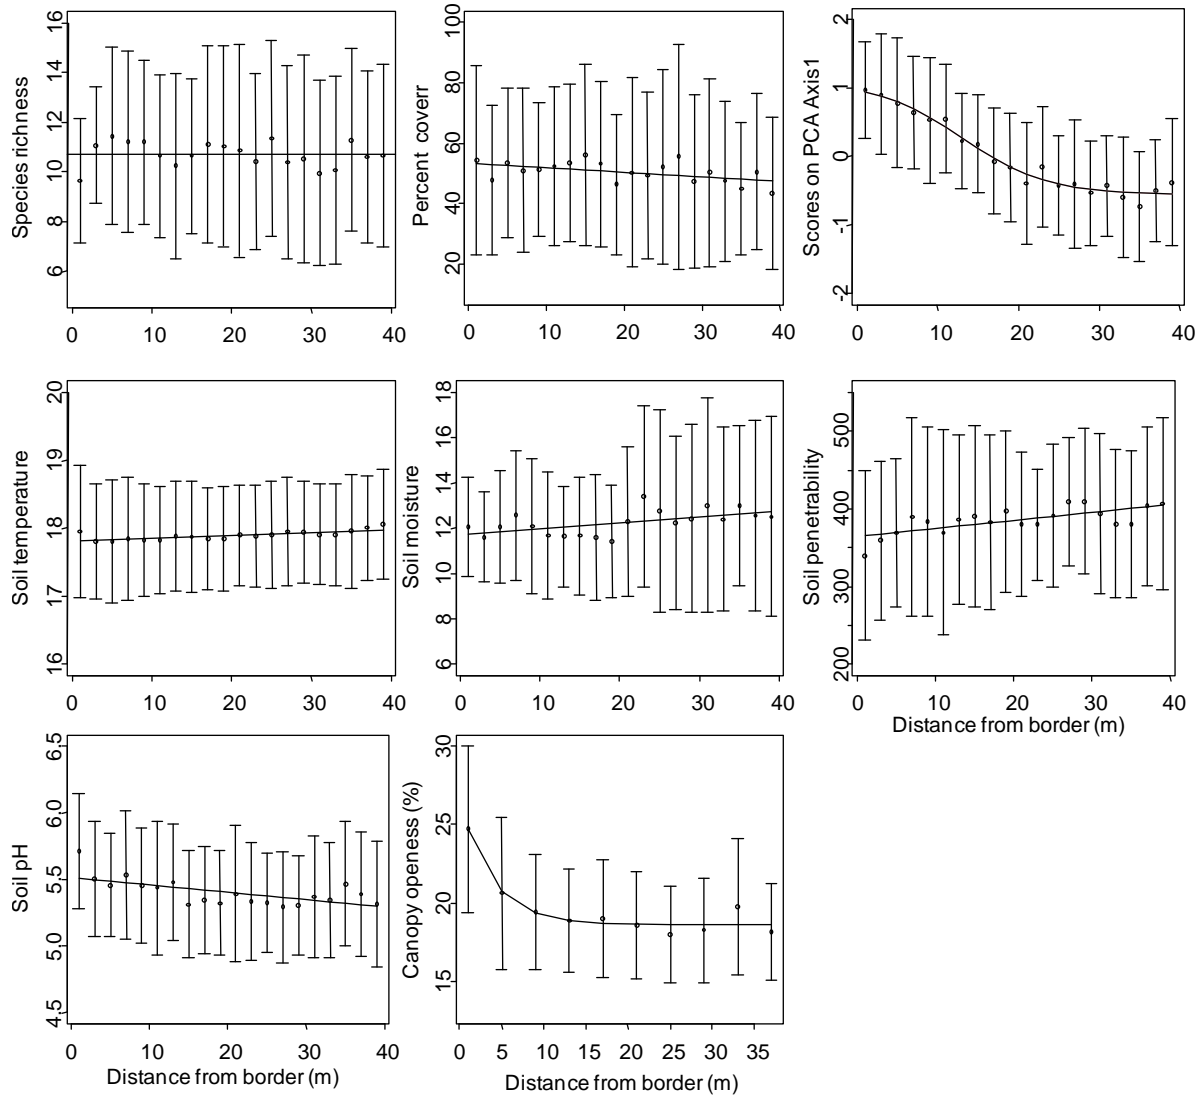 Species richness
6 8 10 12 14 16
0 10 20 30 40
Percent coverr
20 40 60 80 100
0 10 20 30 40
Scores on PCA Axis1
-2 -1 0 1 2
0 10 20 30 40
Soil temperature
16 17 18 19 20
0 10 20 30 40
Soil moisture
6 8 10 12 14 16 18
0 10 20 30 40
Soil penetrability
200 300 400 500
0 10 20 30 40
Distance from border (m)
Soil pH
4.5 5.0 5.5 6.0 6.5
0 10 20 30 40
Distance from border (m)
Canopy openess (%)
15 20 25 30
0 5 10 15 20 25 30 35
Distance from border (m)